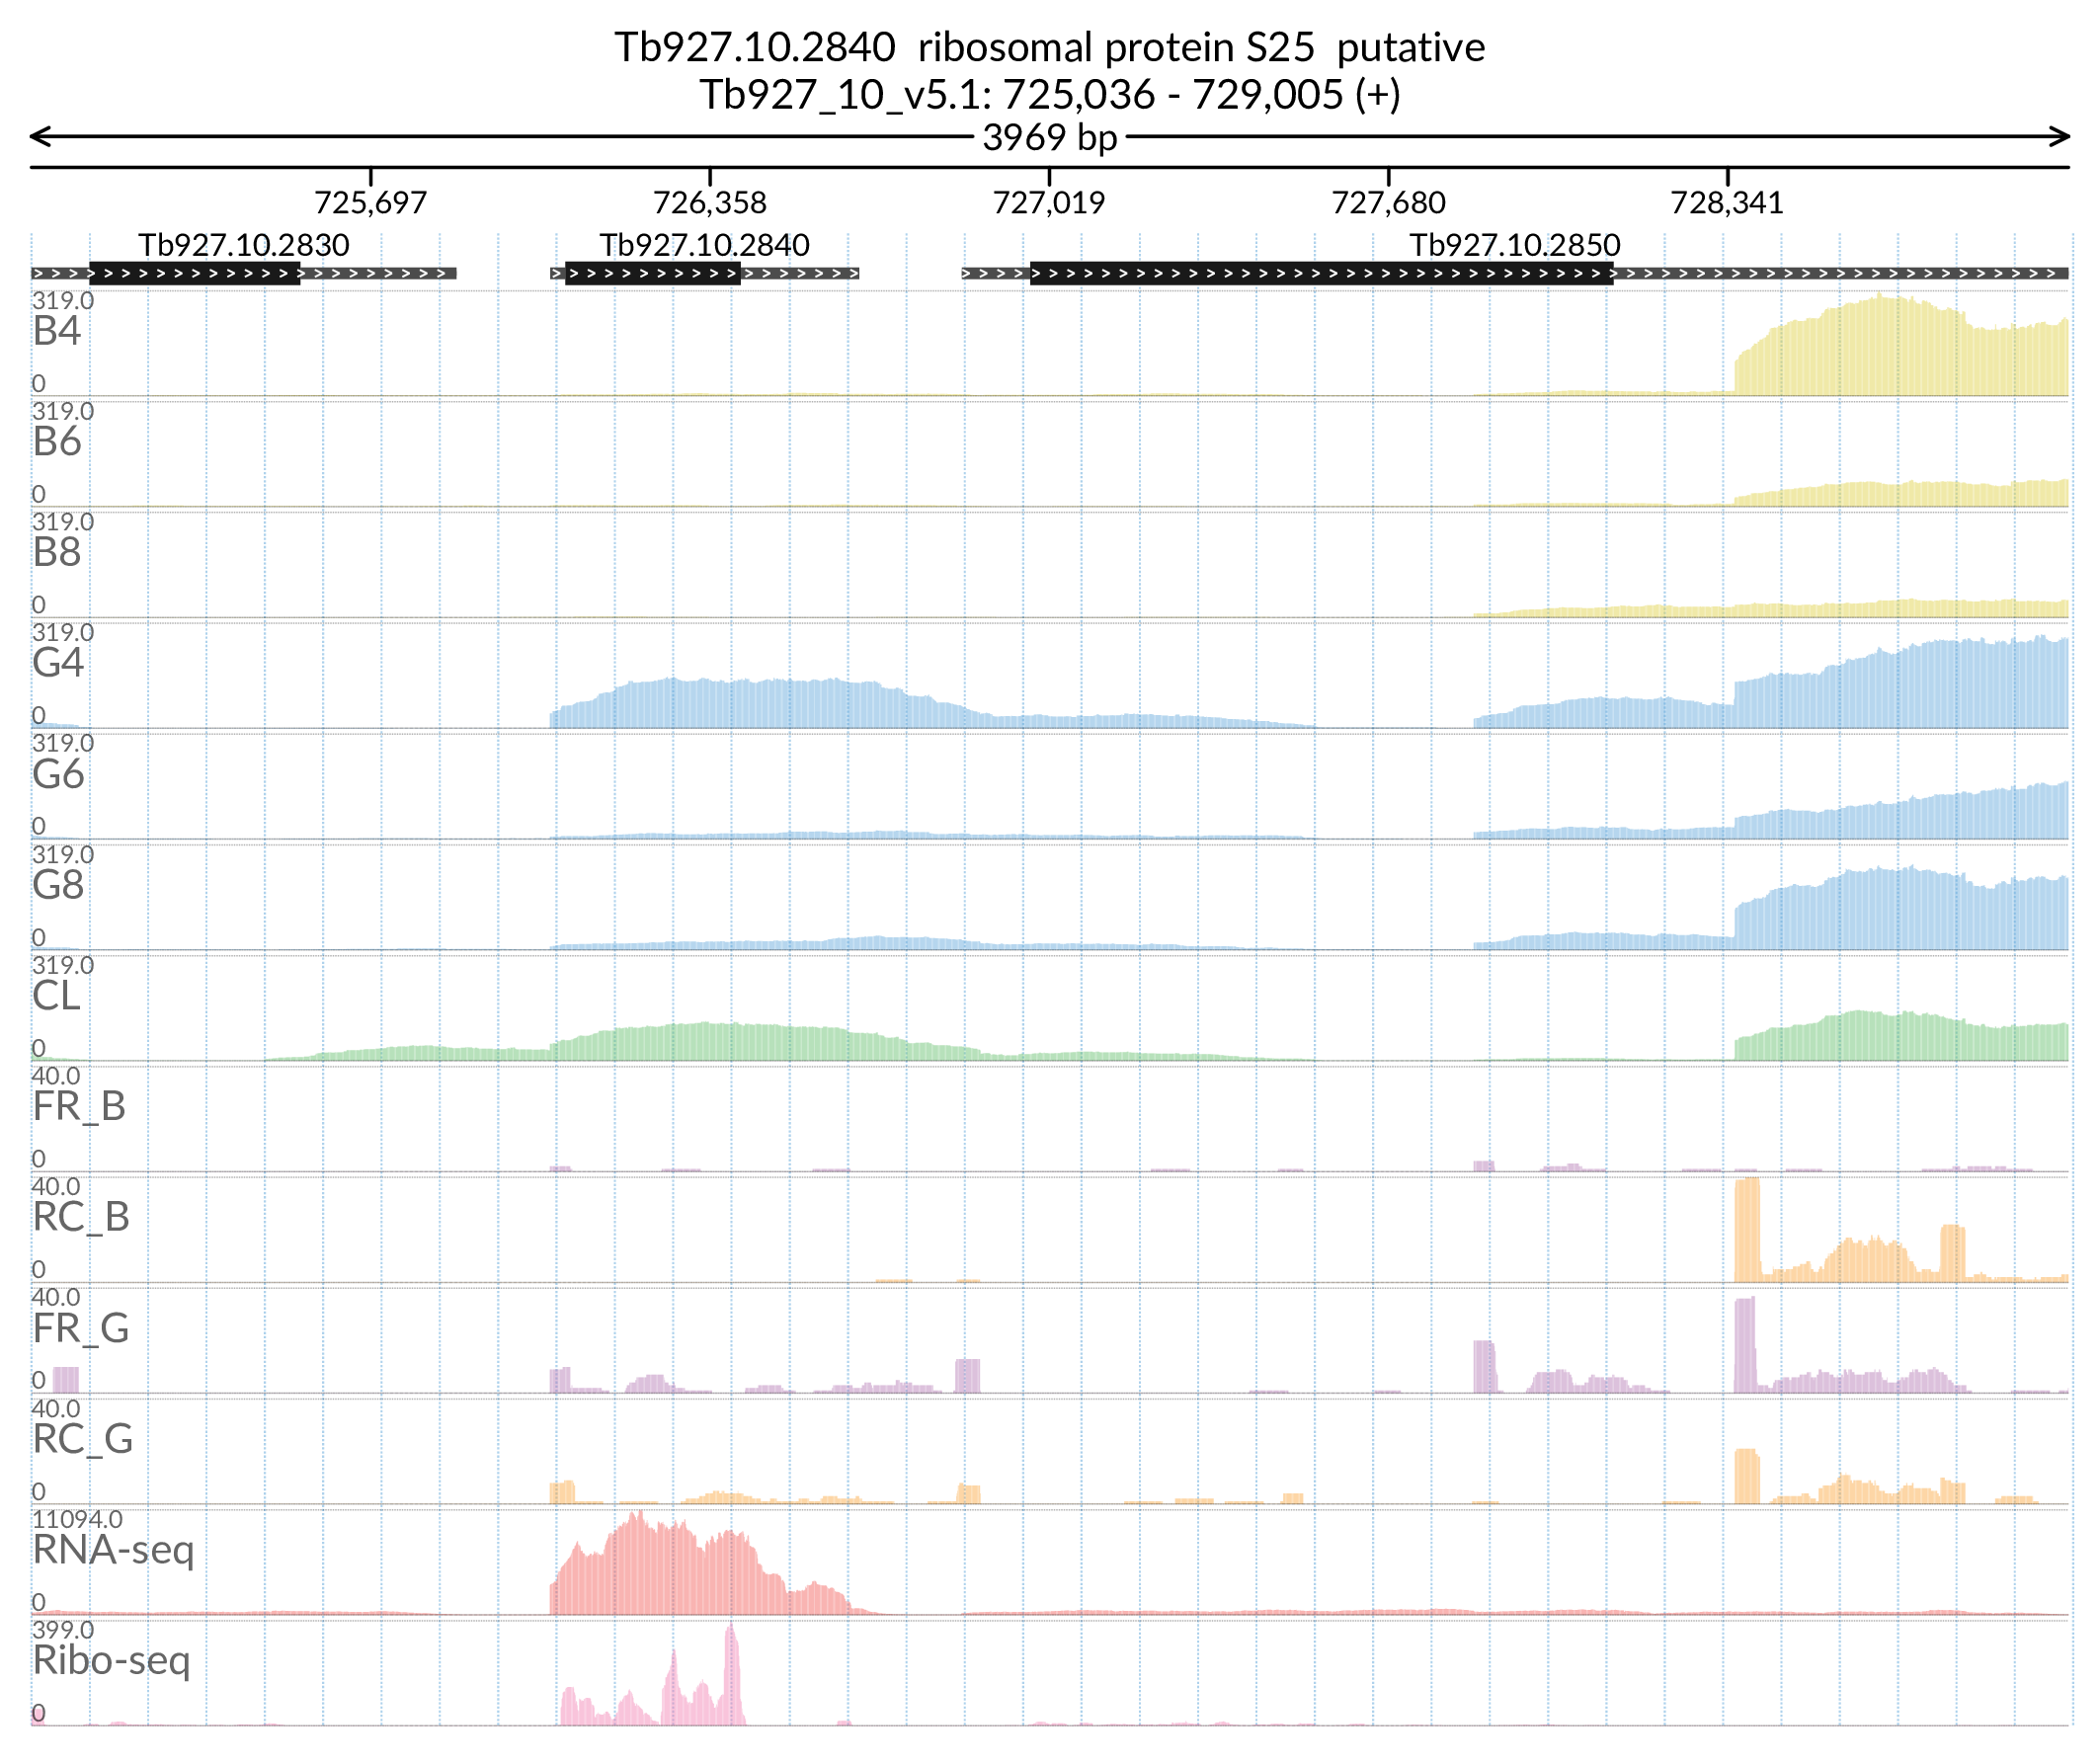 Tb927.10.2840 ribosomal protein S25 putative
Tb927_10_v5.1: 725,036 - 729,005 (+)
3969 bp
725,697 726,358 727,019 727,680 728,341
Tb927.10.2830 Tb927.10.2840 Tb927.10.2850
319.0
B4
0
319.0
B6
0
319.0
B8
0
319.0
G4
0
319.0
G6
0
319.0
G8
0
319.0
CL
0
40.0
FR_B
0
40.0
RC_B
0
40.0
FR_G
0
40.0
RC_G
0
11094.0
RNA-seq
0
399.0
Ribo-seq
0